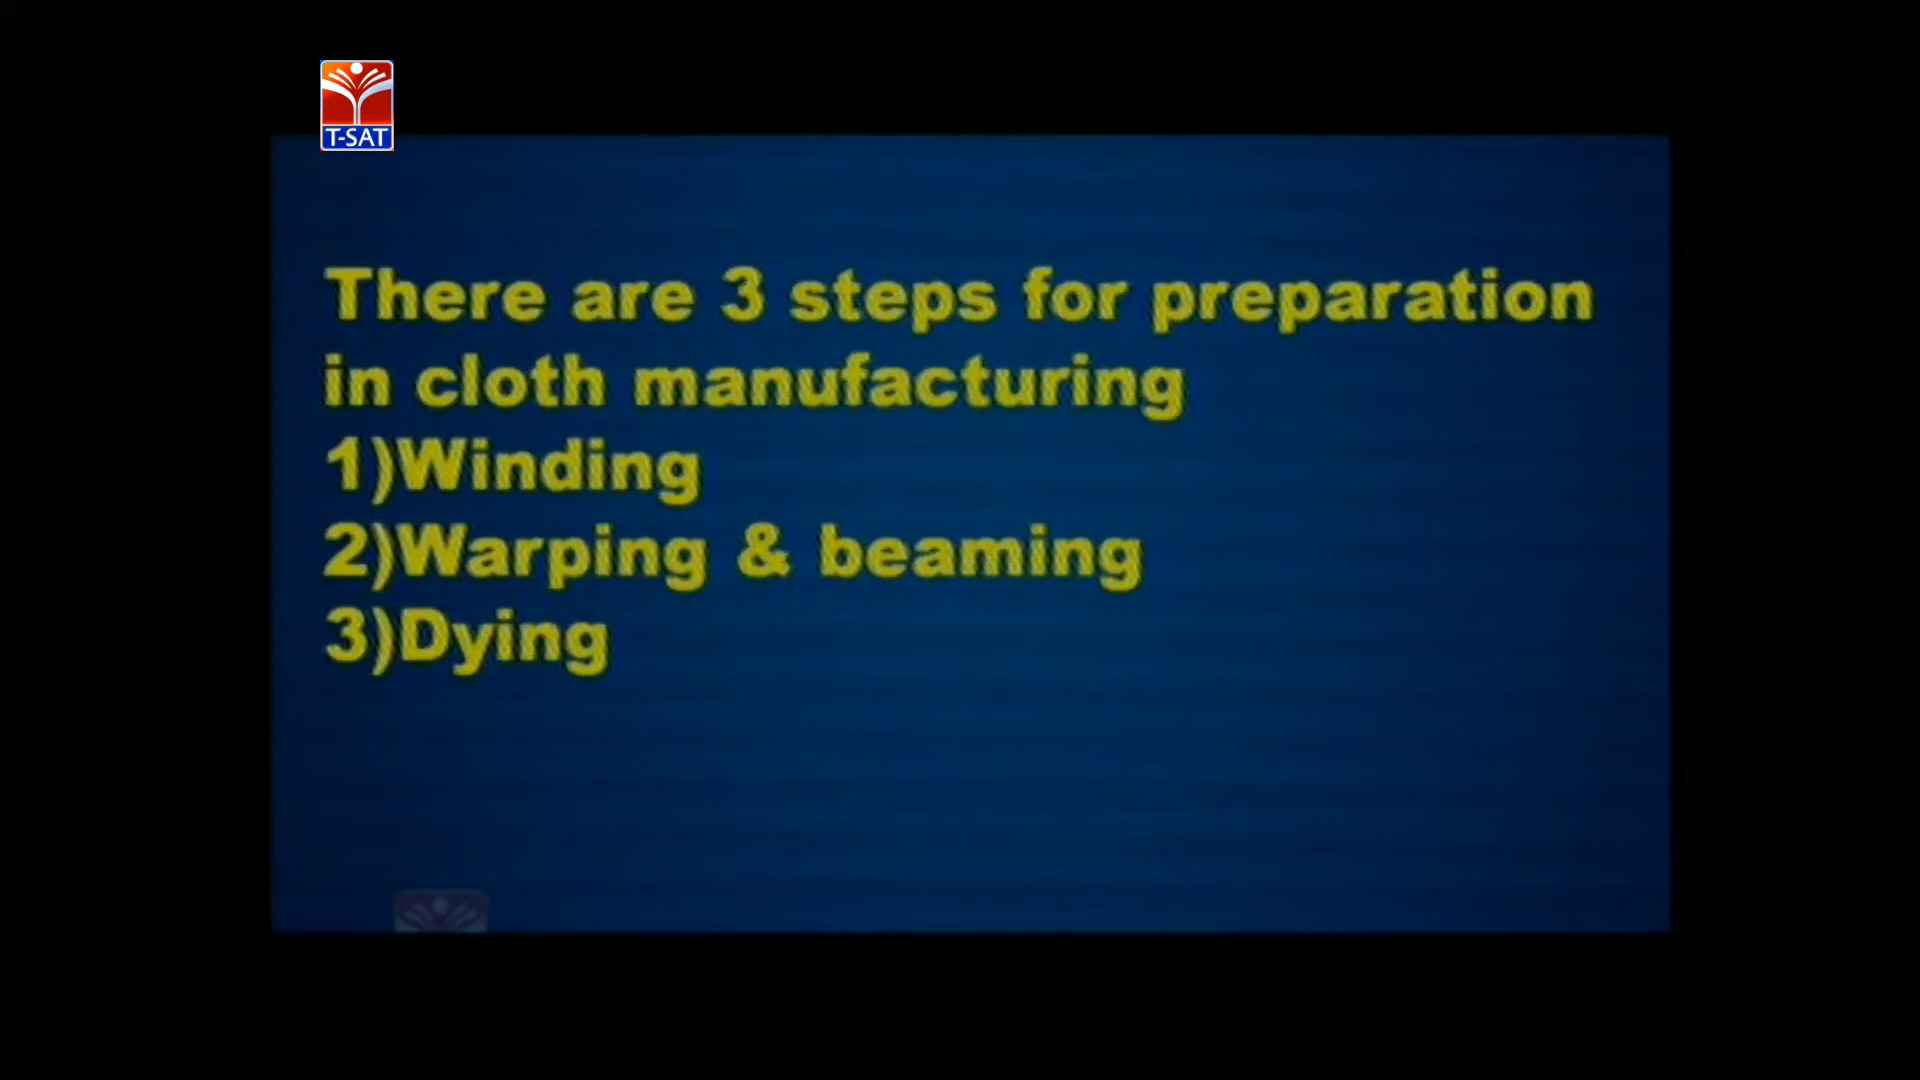 T-SAT
There are 3 steps for preparation
in cloth manufacturing
1)Winding
2)Warping & beaming
3)Dying